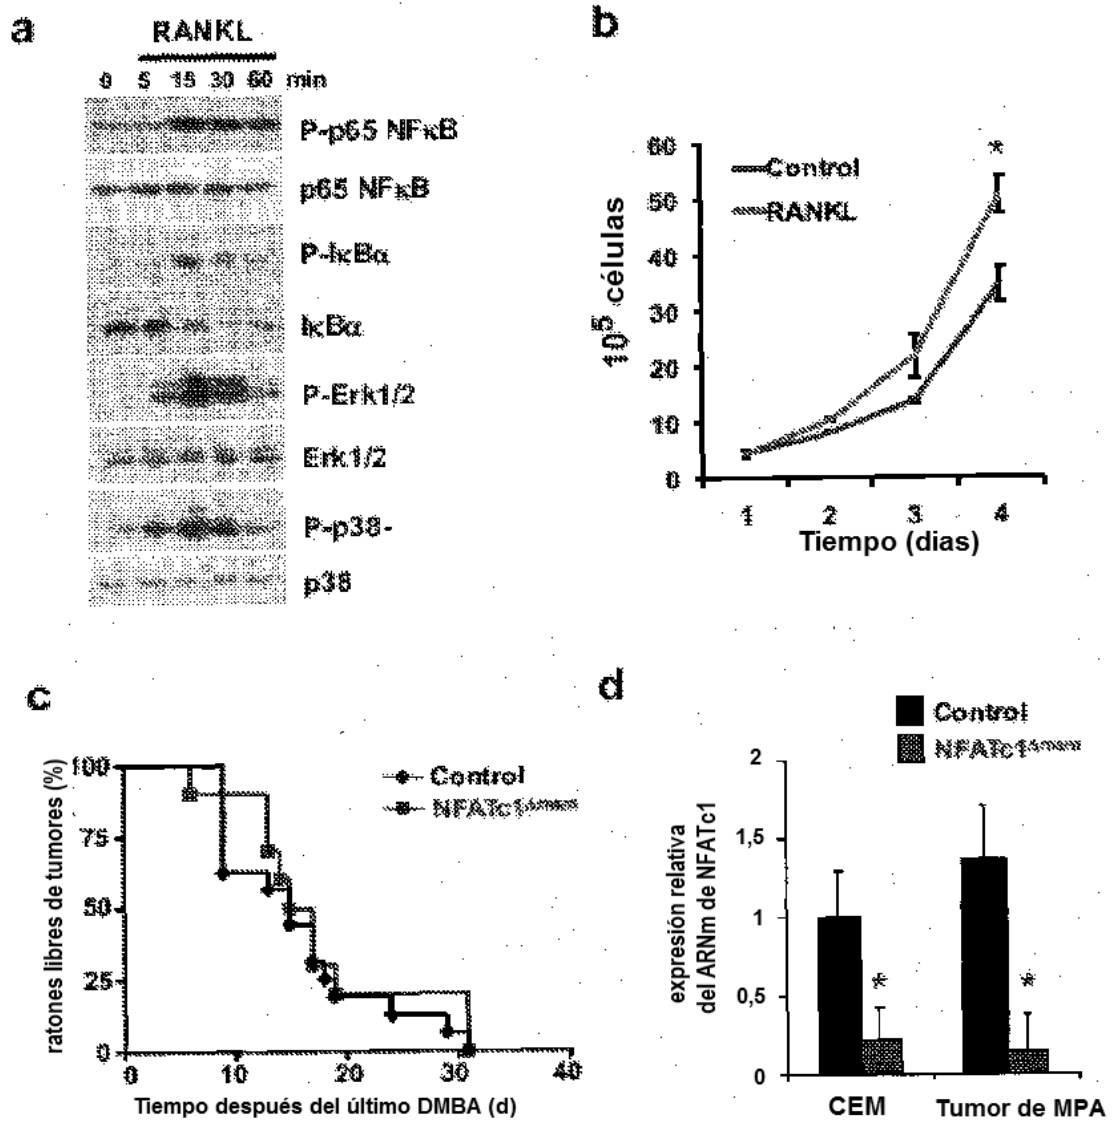 a
RANKL
0 5 15 30 60 min
P-p65 NFκB
p65 NFκB
P-IκBα
IκBα
P-Erk1/2
Erk1/2
P-p38-
p38
b
60
50
40
30
20
10
0
10⁵ células
Control
RANKL
*
1 2 3 4
Tiempo (dias)
c
100
75
50
25
0
ratones libres de tumores (%)
Control
NFATc1
0 10 20 30 40
Tiempo después del último DMBA (d)
d
Control
NFATc1
2
1,5
1
0,5
0
expresión relativa
del ARNm de NFATc1
* *
CEM Tumor de MPA